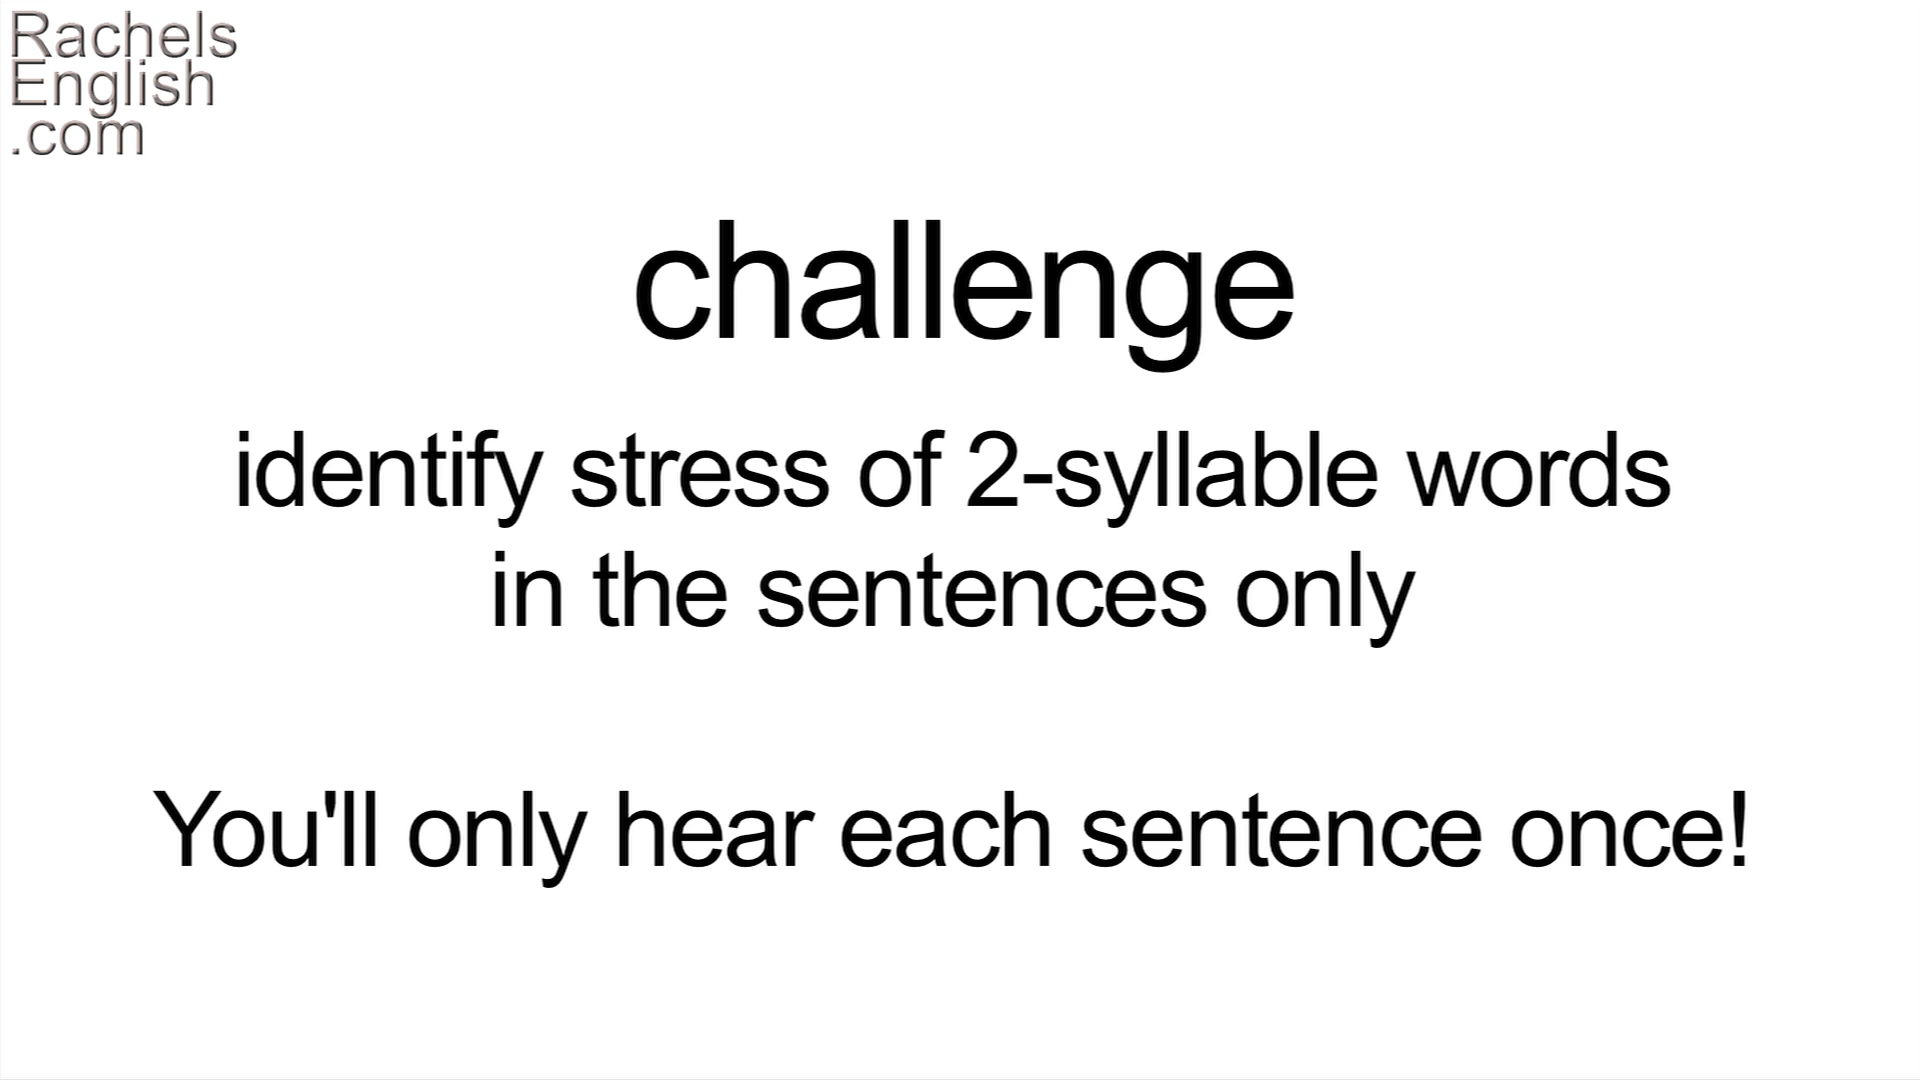 Rachels
English
.com
challenge
identify stress of 2-syllable words
in the sentences only
You'll only hear each sentence once!